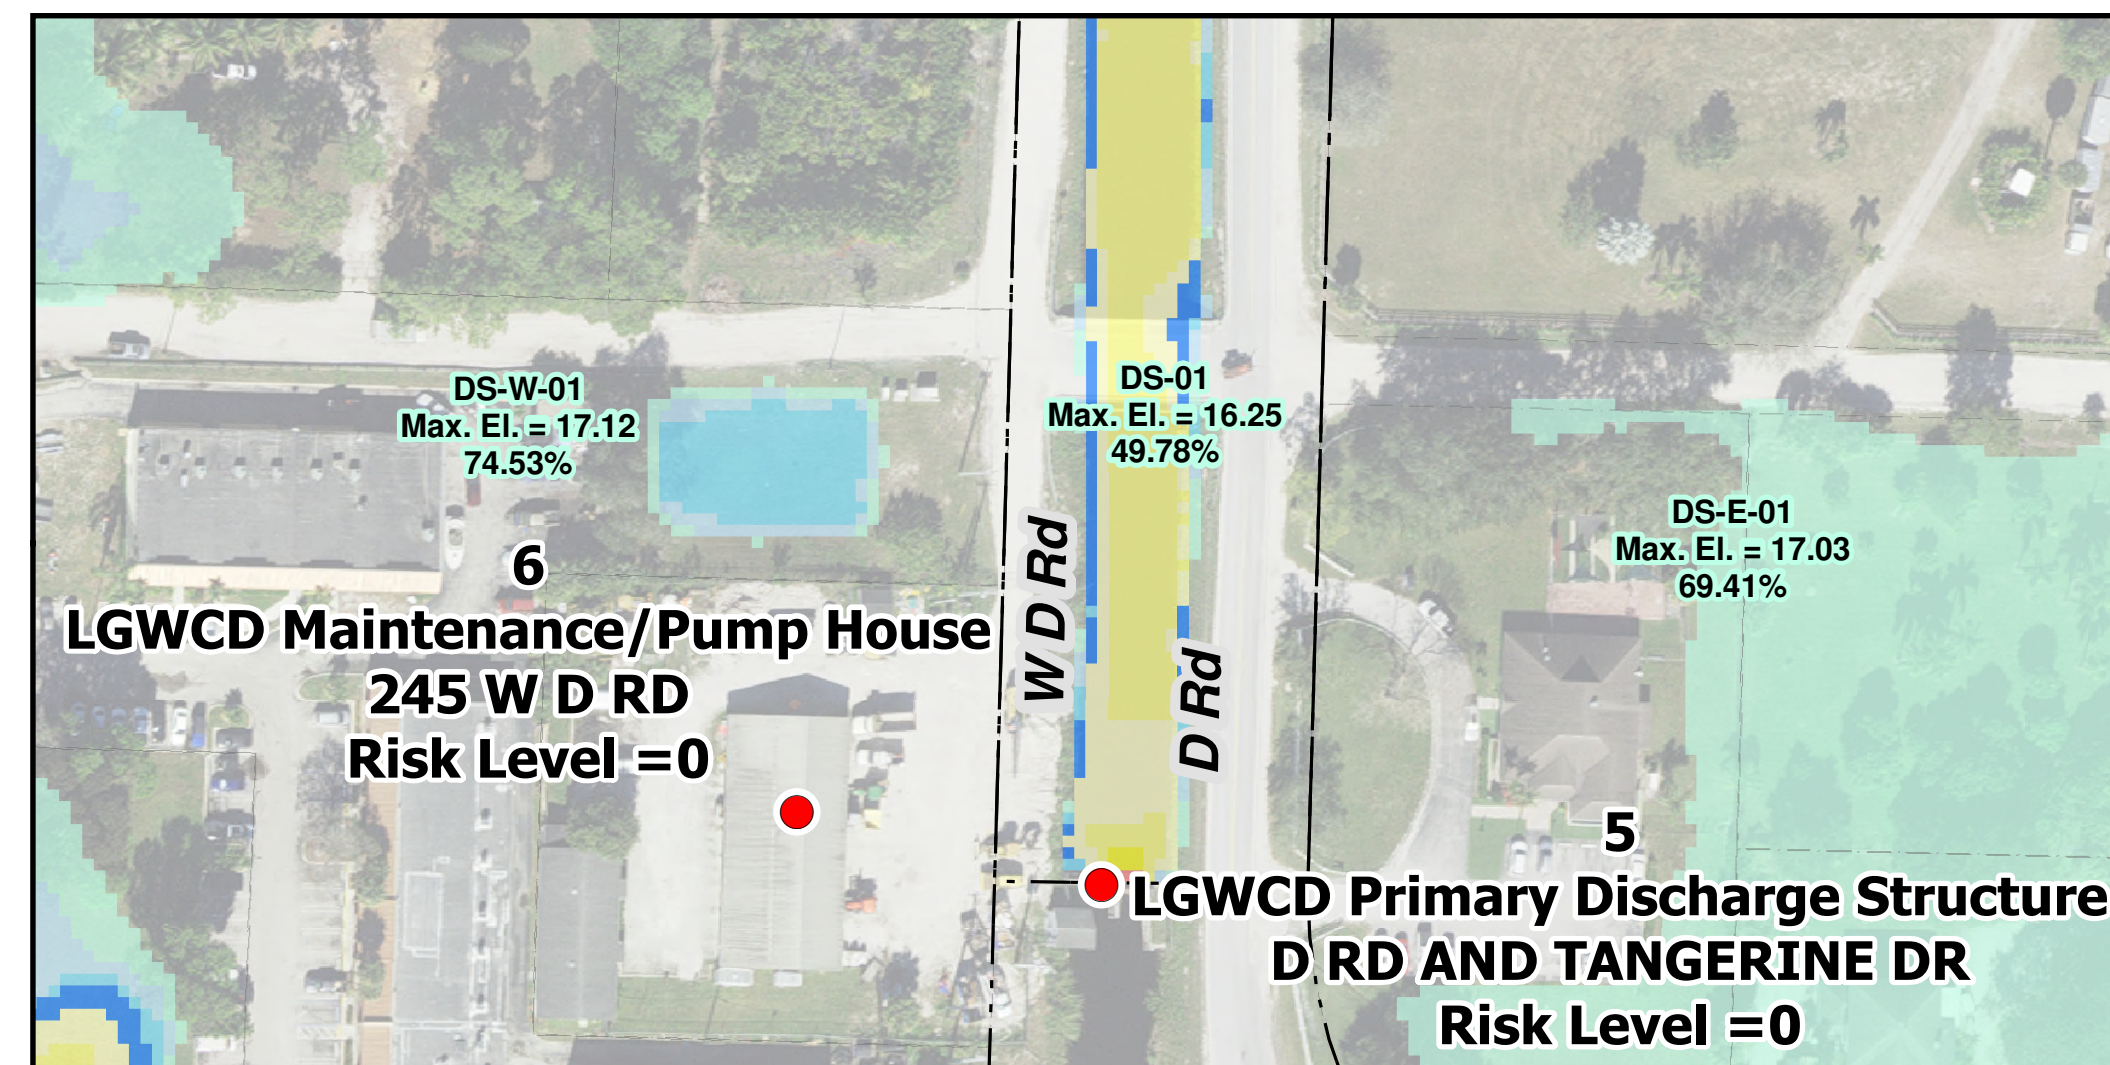 DS-W-01
Max. El. = 17.12
74.53%
DS-01
Max. El. = 16.25
49.78%
DS-E-01
Max. El. = 17.03
69.41%
W D Rd
D Rd
6
LGWCD Maintenance/Pump House
245 W D RD
Risk Level =0
5
LGWCD Primary Discharge Structure
D RD AND TANGERINE DR
Risk Level =0